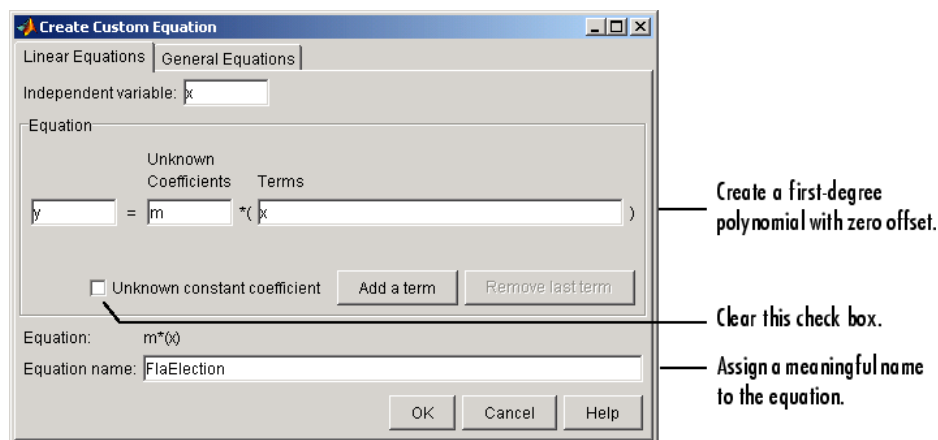 Create Custom Equation
Linear Equations General Equations
Independent variable: x
Equation
Unknown
Coefficients Terms
y = m *( x )
Unknown constant coefficient Add a term Remove last term
Equation: m*(x)
Equation name: FlaElection
OK Cancel Help
Create a first-degree
polynomial with zero offset.
Clear this check box.
Assign a meaningful name
to the equation.